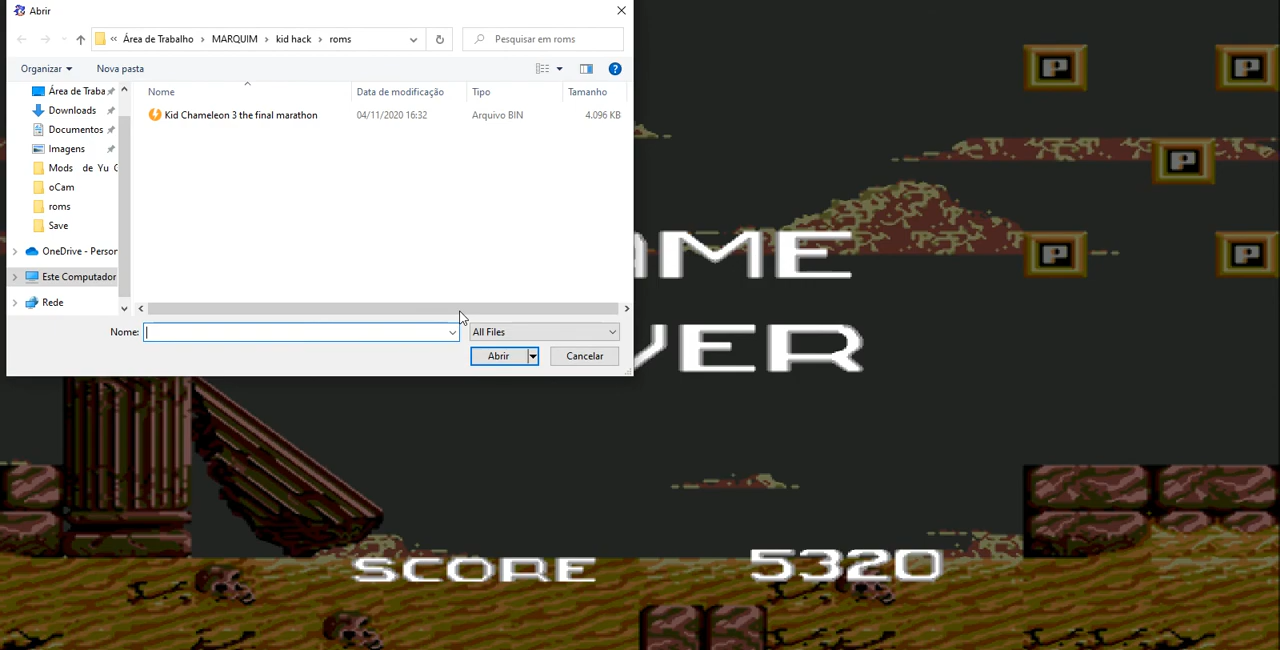 Abrir
« Área de Trabalho › MARQUIM › kid hack › roms
Pesquisar em roms
Organizar
Nova pasta
?
Área de Traba
Downloads
Documentos
Imagens
Mods de Yu G
oCam
roms
Save
OneDrive - Person
Este Computador
Rede
Nome
Data de modificação
Tipo
Tamanho
Kid Chameleon 3 the final marathon
04/11/2020 16:32
Arquivo BIN
4.096 KB
Nome:
All Files
Abrir
Cancelar
P
P
P
P
P
AME
VER
SCORE 5320